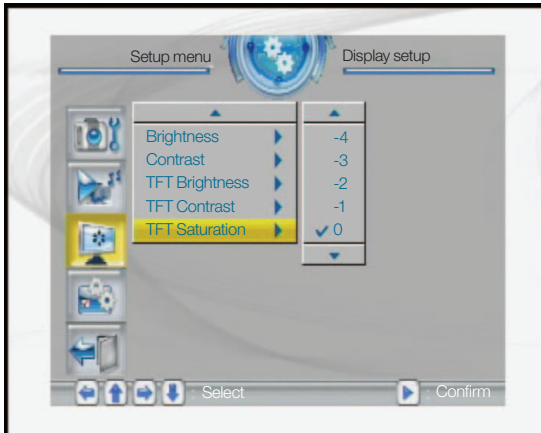 Setup menu
Display setup
Brightness
Contrast
TFT Brightness
TFT Contrast
TFT Saturation
-4
-3
-2
-1
0
: Select
: Confirm